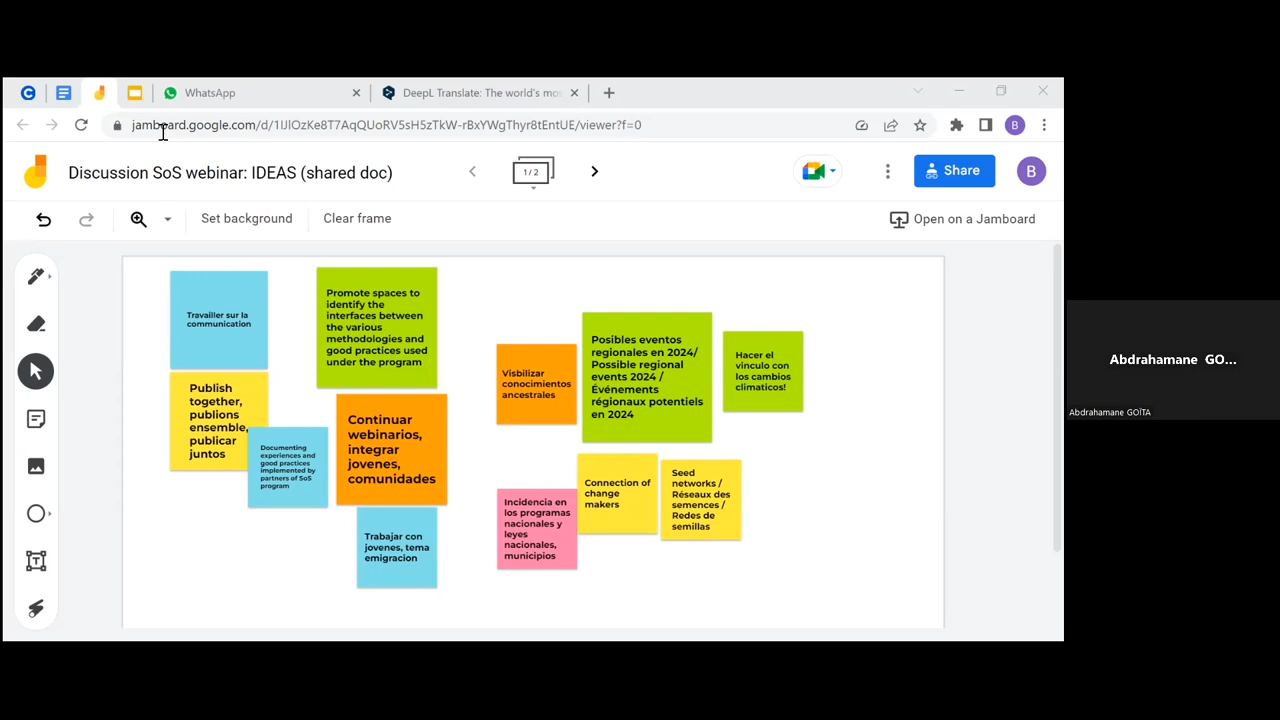 WhatsApp
DeepL Translate: The world's mos
jamboard.google.com/d/1IJlOzKe8T7AqQUoRV5sH5zTkW-rBxYWgThyr8tEntUE/viewer?f=0
B
Discussion SoS webinar: IDEAS (shared doc)
1/2
Share
B
Set background
Clear frame
Open on a Jamboard
Travailler sur la
communication
Promote spaces to
identify the
interfaces between
the various
methodologies and
good practices used
under the program
Publish
together,
publions
ensemble,
publicar
juntos
Documenting
experiences and
good practices
implemented by
partners of SoS
program
Continuar
webinarios,
integrar
jovenes,
comunidades
Trabajar con
jovenes, tema
emigracion
Visbilizar
conocimientos
ancestrales
Posibles eventos
regionales en 2024/
Possible regional
events 2024 /
Événements
régionaux potentiels
en 2024
Hacer el
vinculo con
los cambios
climaticos!
Incidencia en
los programas
nacionales y
leyes
nacionales,
municipios
Connection of
change
makers
Seed
networks /
Réseaux des
semences /
Redes de
semillas
Abdrahamane GO...
Abdrahamane GOÏTA